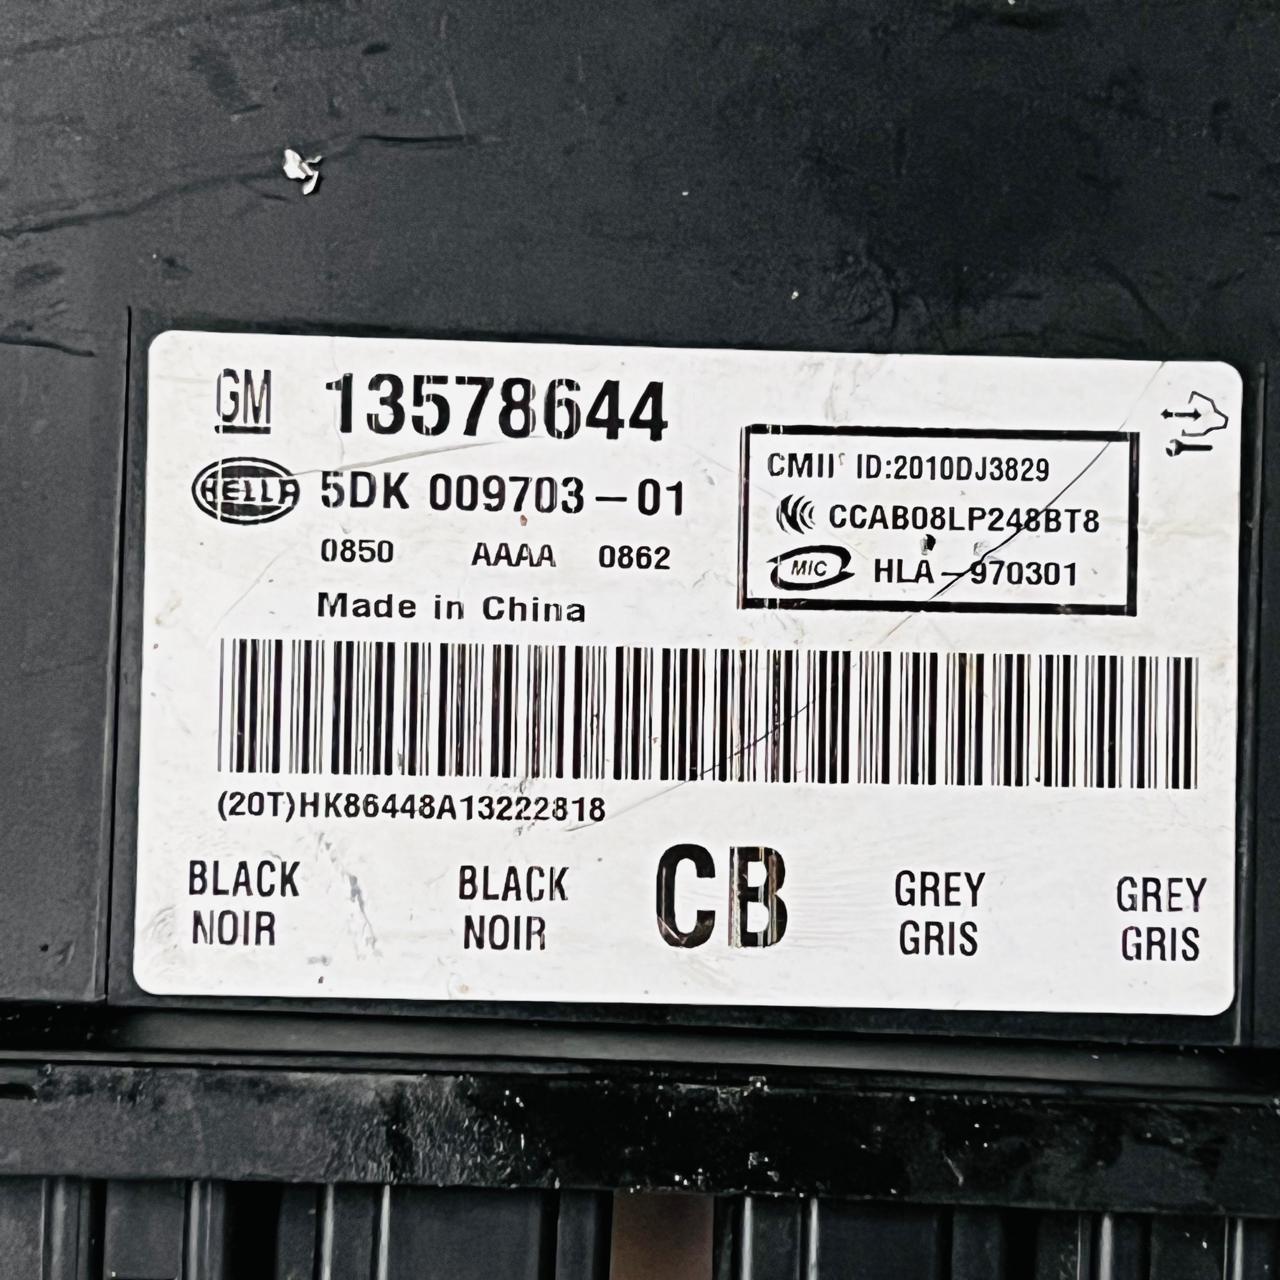 GM 13578644
HELLA 5DK 009703-01
0850 AAAA 0862
Made in China
CMII ID:2010DJ3829
CCAB08LP248BT8
MIC HLA-970301
(20T)HK86448A13222818
BLACK BLACK CB GREY GREY
NOIR NOIR GRIS GRIS